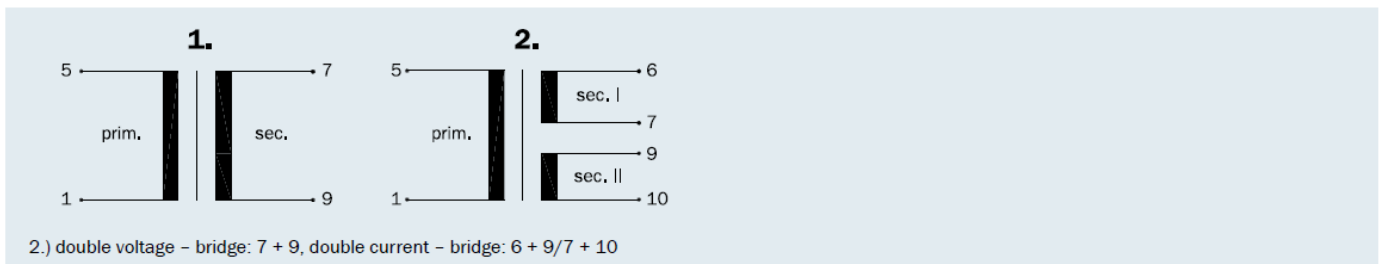 1. 2.
5 7 5 6
sec. I
7
prim. sec. prim.
9
sec. II
1 9 1 10
2.) double voltage – bridge: 7 + 9, double current – bridge: 6 + 9/7 + 10